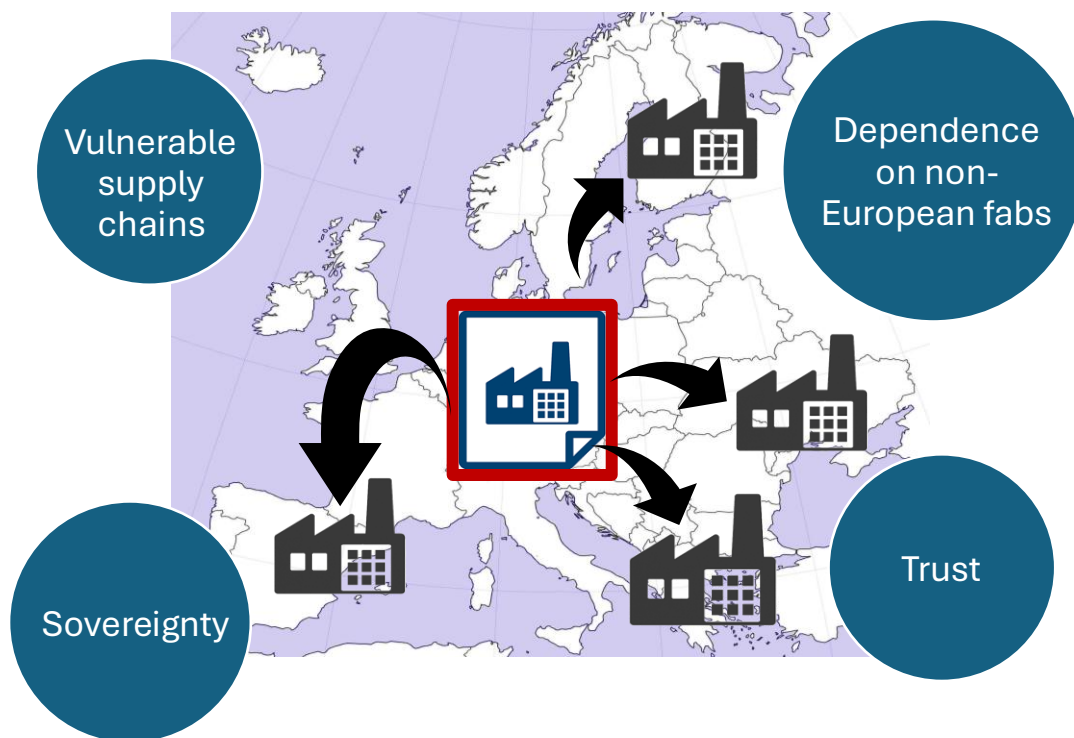 Vulnerable
supply
chains
Dependence
on non-
European fabs
Sovereignty
Trust